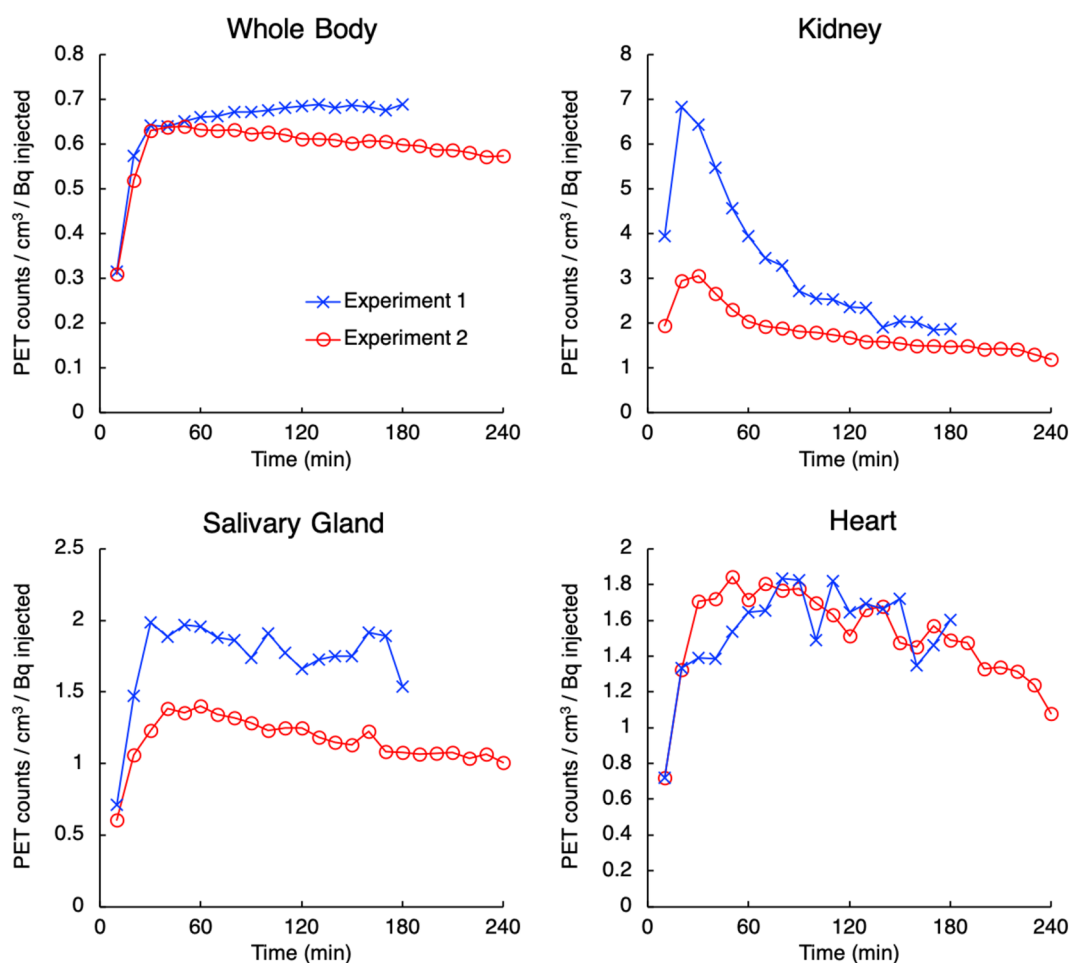 Whole Body
PET counts / cm³ / Bq injected
0.8
0.7
0.6
0.5
0.4
0.3
0.2
0.1
0
Experiment 1
Experiment 2
0 60 120 180 240
Time (min)
Kidney
PET counts / cm³ / Bq injected
8
7
6
5
4
3
2
1
0
0 60 120 180 240
Time (min)
Salivary Gland
PET counts / cm³ / Bq injected
2.5
2
1.5
1
0.5
0
0 60 120 180 240
Time (min)
Heart
PET counts / cm³ / Bq injected
2
1.8
1.6
1.4
1.2
1
0.8
0.6
0.4
0.2
0
0 60 120 180 240
Time (min)